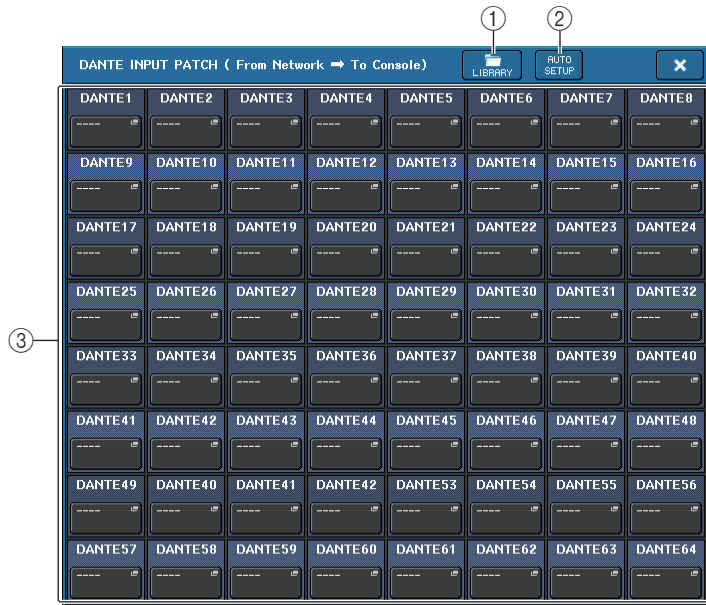 ① ②
DANTE INPUT PATCH ( From Network ➡ To Console) LIBRARY AUTO SETUP ×
DANTE1 DANTE2 DANTE3 DANTE4 DANTE5 DANTE6 DANTE7 DANTE8
---- ---- ---- ---- ---- ---- ---- ----
DANTE9 DANTE10 DANTE11 DANTE12 DANTE13 DANTE14 DANTE15 DANTE16
---- ---- ---- ---- ---- ---- ---- ----
DANTE17 DANTE18 DANTE19 DANTE20 DANTE21 DANTE22 DANTE23 DANTE24
---- ---- ---- ---- ---- ---- ---- ----
DANTE25 DANTE26 DANTE27 DANTE28 DANTE29 DANTE30 DANTE31 DANTE32
③ ---- ---- ---- ---- ---- ---- ---- ----
DANTE33 DANTE34 DANTE35 DANTE36 DANTE37 DANTE38 DANTE39 DANTE40
---- ---- ---- ---- ---- ---- ---- ----
DANTE41 DANTE42 DANTE43 DANTE44 DANTE45 DANTE46 DANTE47 DANTE48
---- ---- ---- ---- ---- ---- ---- ----
DANTE49 DANTE40 DANTE41 DANTE42 DANTE53 DANTE54 DANTE55 DANTE56
---- ---- ---- ---- ---- ---- ---- ----
DANTE57 DANTE58 DANTE59 DANTE60 DANTE61 DANTE62 DANTE63 DANTE64
---- ---- ---- ---- ---- ---- ---- ----